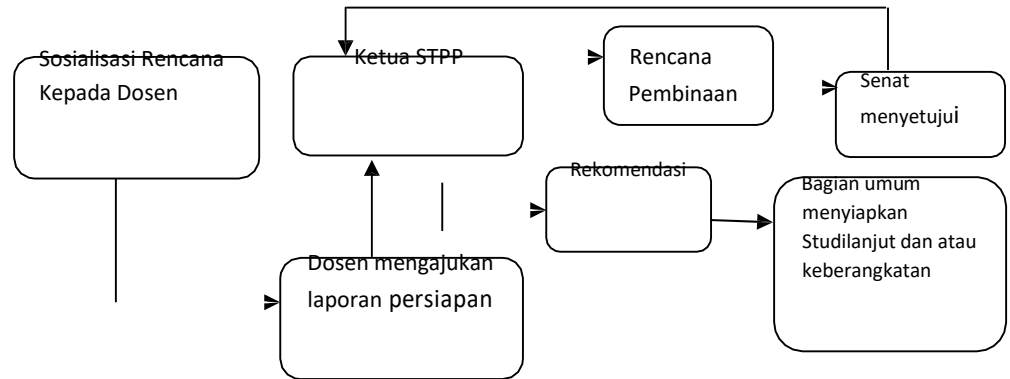 Sosialisasi Rencana
Kepada Dosen
Ketua STPP
Rencana
Pembinaan
Senat
menyetujui
Rekomendasi
Bagian umum
menyiapkan
Studilanjut dan atau
keberangkatan
Dosen mengajukan
laporan persiapan